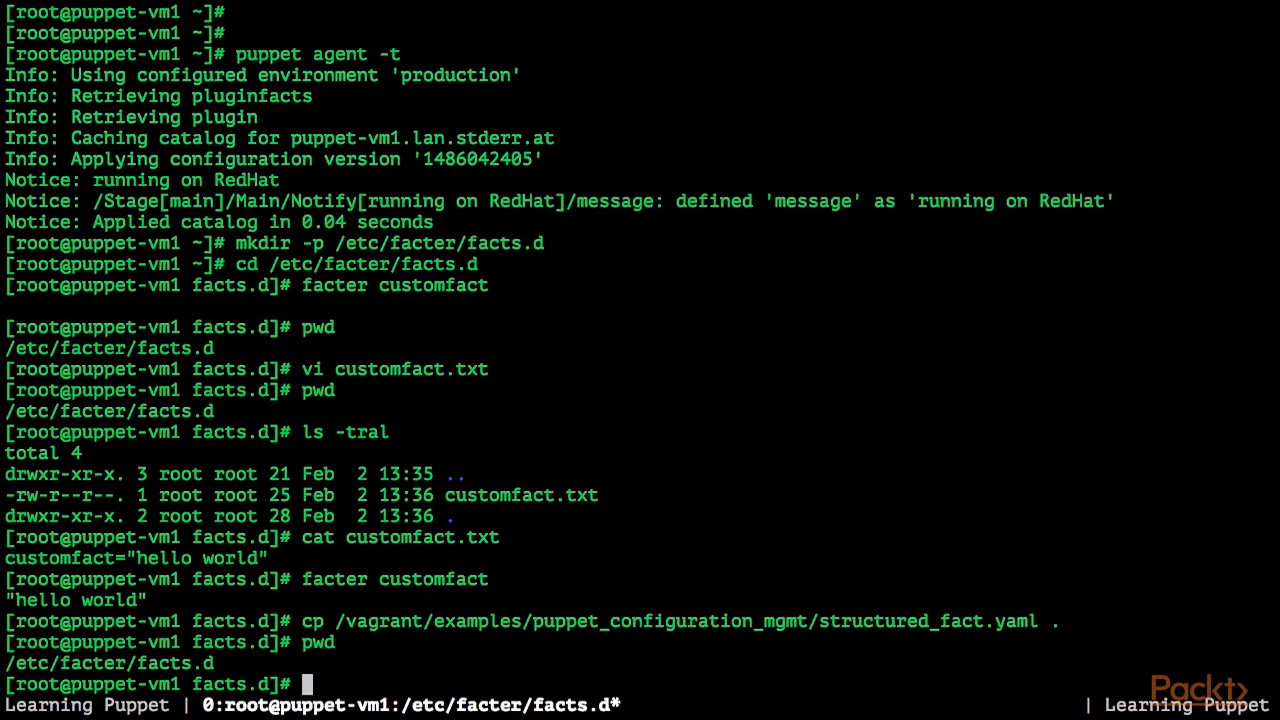 [root@puppet-vm1 ~]#
[root@puppet-vm1 ~]#
[root@puppet-vm1 ~]# puppet agent -t
Info: Using configured environment 'production'
Info: Retrieving pluginfacts
Info: Retrieving plugin
Info: Caching catalog for puppet-vm1.lan.stderr.at
Info: Applying configuration version '1486042405'
Notice: running on RedHat
Notice: /Stage[main]/Main/Notify[running on RedHat]/message: defined 'message' as 'running on RedHat'
Notice: Applied catalog in 0.04 seconds
[root@puppet-vm1 ~]# mkdir -p /etc/facter/facts.d
[root@puppet-vm1 ~]# cd /etc/facter/facts.d
[root@puppet-vm1 facts.d]# facter customfact
[root@puppet-vm1 facts.d]# pwd
/etc/facter/facts.d
[root@puppet-vm1 facts.d]# vi customfact.txt
[root@puppet-vm1 facts.d]# pwd
/etc/facter/facts.d
[root@puppet-vm1 facts.d]# ls -tral
total 4
drwxr-xr-x. 3 root root 21 Feb  2 13:35 ..
-rw-r--r--. 1 root root 25 Feb  2 13:36 customfact.txt
drwxr-xr-x. 2 root root 28 Feb  2 13:36 .
[root@puppet-vm1 facts.d]# cat customfact.txt
customfact="hello world"
[root@puppet-vm1 facts.d]# facter customfact
"hello world"
[root@puppet-vm1 facts.d]# cp /vagrant/examples/puppet_configuration_mgmt/structured_fact.yaml .
[root@puppet-vm1 facts.d]# pwd
/etc/facter/facts.d
[root@puppet-vm1 facts.d]#
Packt>
Learning Puppet | 0:root@puppet-vm1:/etc/facter/facts.d* | Learning Puppet